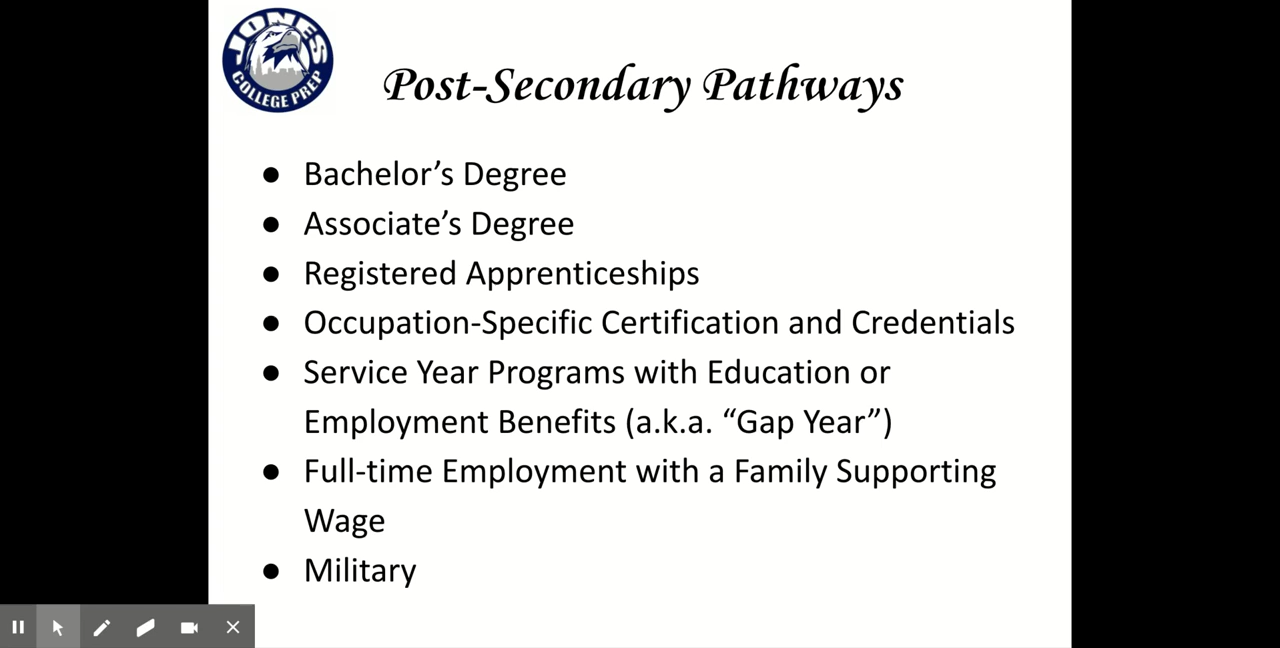 JONES
COLLEGE PREP
Post-Secondary Pathways
● Bachelor’s Degree
● Associate’s Degree
● Registered Apprenticeships
● Occupation-Specific Certification and Credentials
● Service Year Programs with Education or
Employment Benefits (a.k.a. “Gap Year”)
● Full-time Employment with a Family Supporting
Wage
● Military